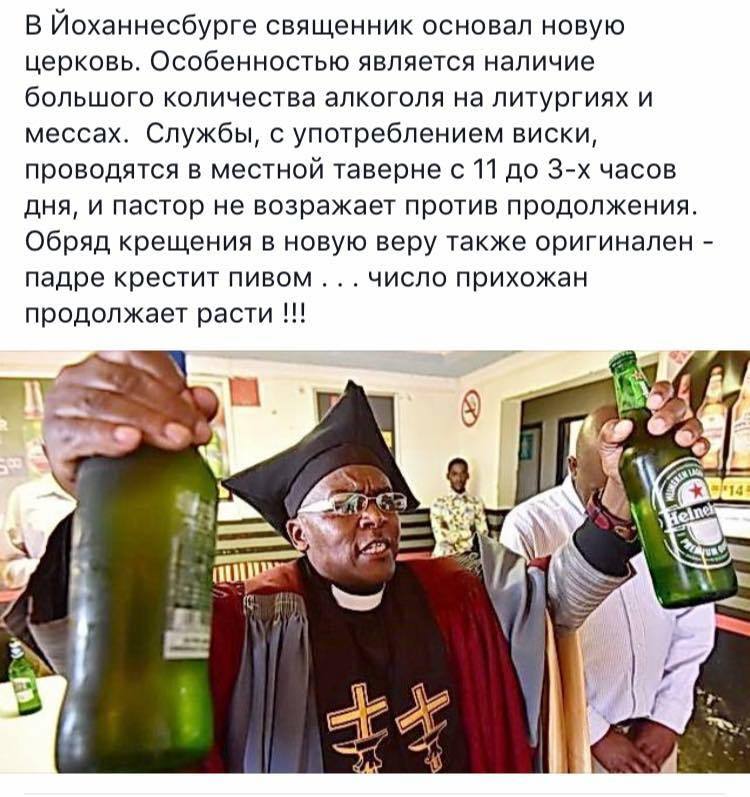 В Йоханнесбурге священник основал новую
церковь. Особенностью является наличие
большого количества алкоголя на литургиях и
мессах.  Службы, с употреблением виски,
проводятся в местной таверне с 11 до 3-х часов
дня, и пастор не возражает против продолжения.
Обряд крещения в новую веру также оригинален -
падре крестит пивом . . . число прихожан
продолжает расти !!!
Heineken